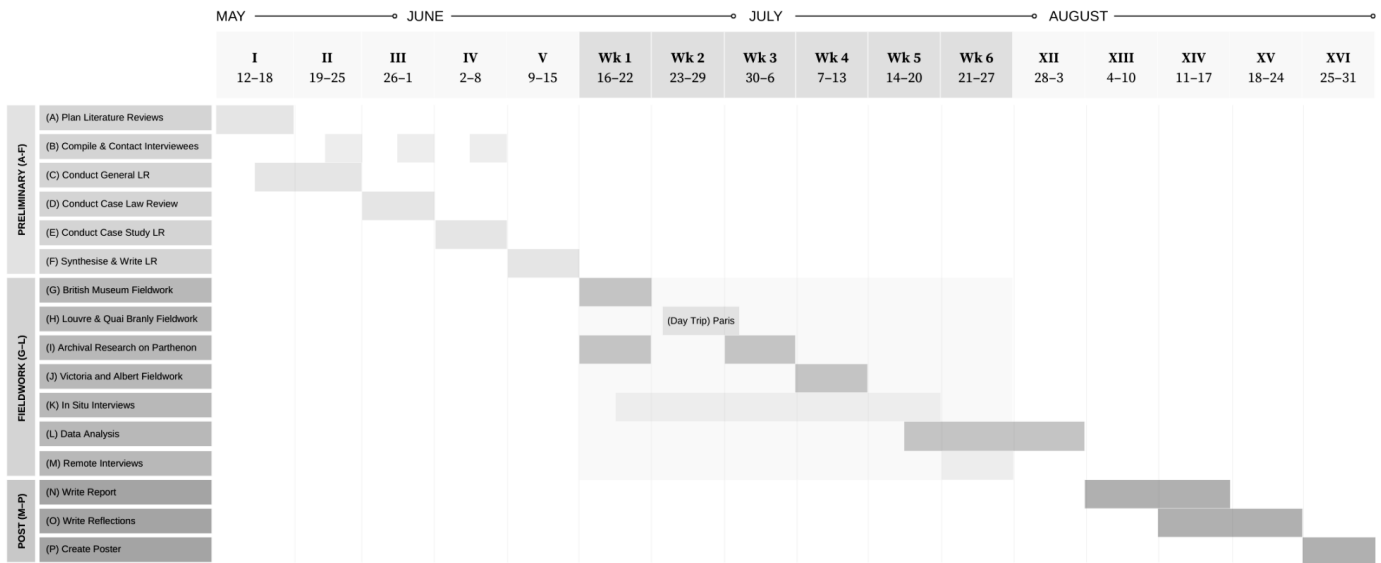 MAY JUNE JULY AUGUST
I II III IV V Wk 1 Wk 2 Wk 3 Wk 4 Wk 5 Wk 6 XII XIII XIV XV XVI
12–18 19–25 26–1 2–8 9–15 16–22 23–29 30–6 7–13 14–20 21–27 28–3 4–10 11–17 18–24 25–31
PRELIMINARY (A-F)
(A) Plan Literature Reviews
(B) Compile & Contact Interviewees
(C) Conduct General LR
(D) Conduct Case Law Review
(E) Conduct Case Study LR
(F) Synthesise & Write LR
FIELDWORK (G–L)
(G) British Museum Fieldwork
(H) Louvre & Quai Branly Fieldwork
(Day Trip) Paris
(I) Archival Research on Parthenon
(J) Victoria and Albert Fieldwork
(K) In Situ Interviews
(L) Data Analysis
(M) Remote Interviews
POST (M–P)
(N) Write Report
(O) Write Reflections
(P) Create Poster